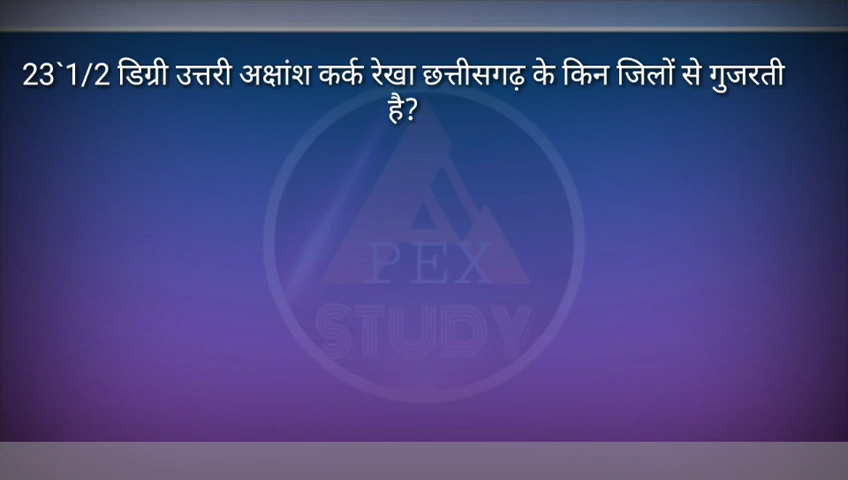 23`1/2 डिग्री उत्तरी अक्षांश कर्क रेखा छत्तीसगढ़ के किन जिलों से गुजरती
है?
PEX
STUDY